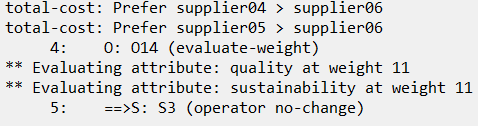 total-cost: Prefer supplier04 > supplier06
total-cost: Prefer supplier05 > supplier06
4: O: O14 (evaluate-weight)
** Evaluating attribute: quality at weight 11
** Evaluating attribute: sustainability at weight 11
5: ==>S: S3 (operator no-change)